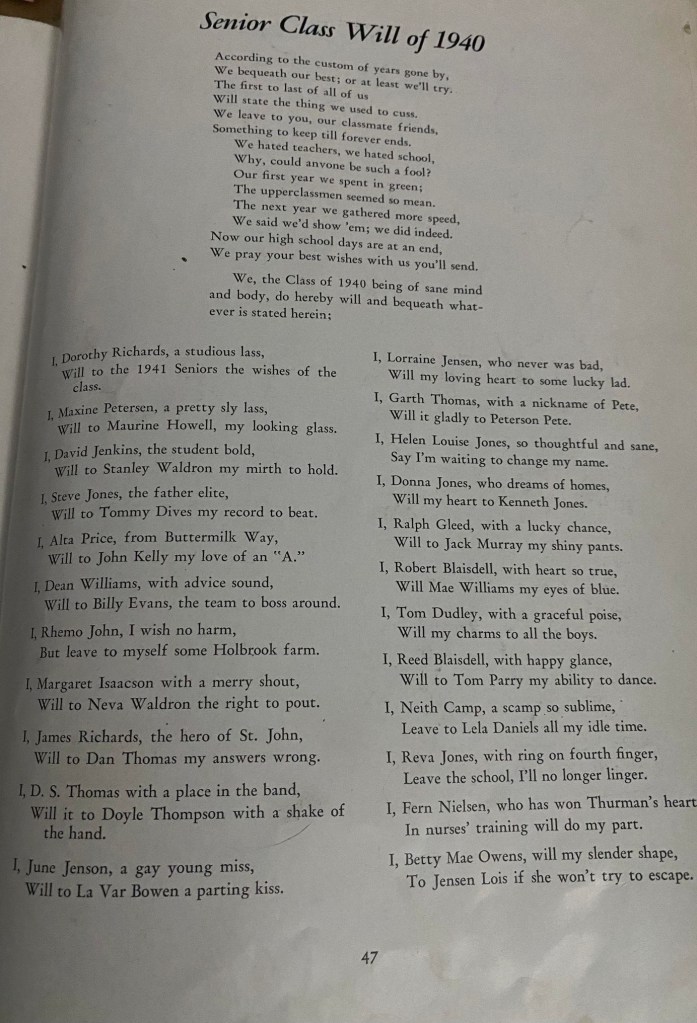 Senior Class Will of 1940
According to the custom of years gone by,
We bequeath our best; or at least we'll try.
The first to last of all of us
Will state the thing we used to cuss.
We leave to you, our classmate friends,
Something to keep till forever ends.
We hated teachers, we hated school,
Why, could anyone be such a fool?
Our first year we spent in green;
The upperclassmen seemed so mean.
The next year we gathered more speed,
We said we'd show 'em; we did indeed.
Now our high school days are at an end,
We pray your best wishes with us you'll send.
We, the Class of 1940 being of sane mind
and body, do hereby will and bequeath what-
ever is stated herein;
I, Dorothy Richards, a studious lass,
Will to the 1941 Seniors the wishes of the
class.
I, Maxine Petersen, a pretty sly lass,
Will to Maurine Howell, my looking glass.
I, David Jenkins, the student bold,
Will to Stanley Waldron my mirth to hold.
I, Steve Jones, the father elite,
Will to Tommy Dives my record to beat.
I, Alta Price, from Buttermilk Way,
Will to John Kelly my love of an "A."
I, Dean Williams, with advice sound,
Will to Billy Evans, the team to boss around.
I, Rhemo John, I wish no harm,
But leave to myself some Holbrook farm.
I, Margaret Isaacson with a merry shout,
Will to Neva Waldron the right to pout.
I, James Richards, the hero of St. John,
Will to Dan Thomas my answers wrong.
I, D. S. Thomas with a place in the band,
Will it to Doyle Thompson with a shake of
the hand.
I, June Jenson, a gay young miss,
Will to La Var Bowen a parting kiss.
I, Lorraine Jensen, who never was bad,
Will my loving heart to some lucky lad.
I, Garth Thomas, with a nickname of Pete,
Will it gladly to Peterson Pete.
I, Helen Louise Jones, so thoughtful and sane,
Say I'm waiting to change my name.
I, Donna Jones, who dreams of homes,
Will my heart to Kenneth Jones.
I, Ralph Gleed, with a lucky chance,
Will to Jack Murray my shiny pants.
I, Robert Blaisdell, with heart so true,
Will Mae Williams my eyes of blue.
I, Tom Dudley, with a graceful poise,
Will my charms to all the boys.
I, Reed Blaisdell, with happy glance,
Will to Tom Parry my ability to dance.
I, Neith Camp, a scamp so sublime,
Leave to Lela Daniels all my idle time.
I, Reva Jones, with ring on fourth finger,
Leave the school, I'll no longer linger.
I, Fern Nielsen, who has won Thurman's heart
In nurses' training will do my part.
I, Betty Mae Owens, will my slender shape,
To Jensen Lois if she won't try to escape.
47